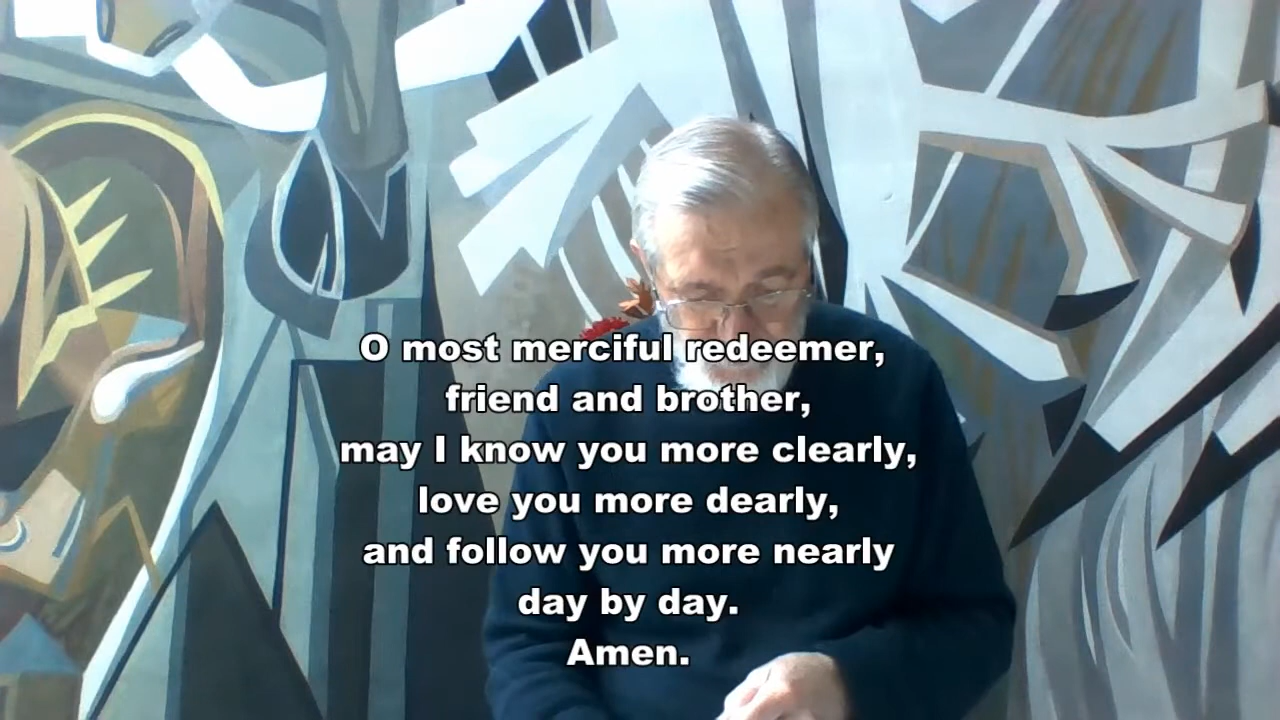 O most merciful redeemer,
friend and brother,
may I know you more clearly,
love you more dearly,
and follow you more nearly
day by day.
Amen.